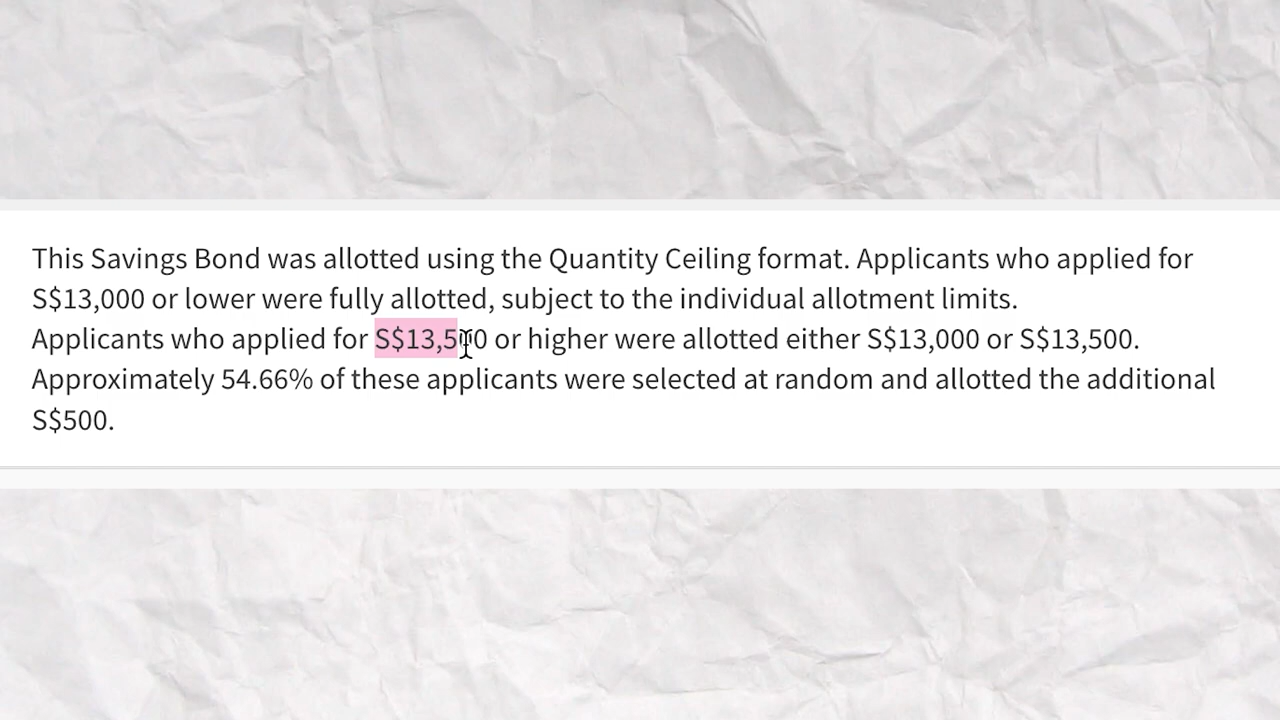 This Savings Bond was allotted using the Quantity Ceiling format. Applicants who applied for
S$13,000 or lower were fully allotted, subject to the individual allotment limits.
Applicants who applied for S$13,500 or higher were allotted either S$13,000 or S$13,500.
Approximately 54.66% of these applicants were selected at random and allotted the additional
S$500.